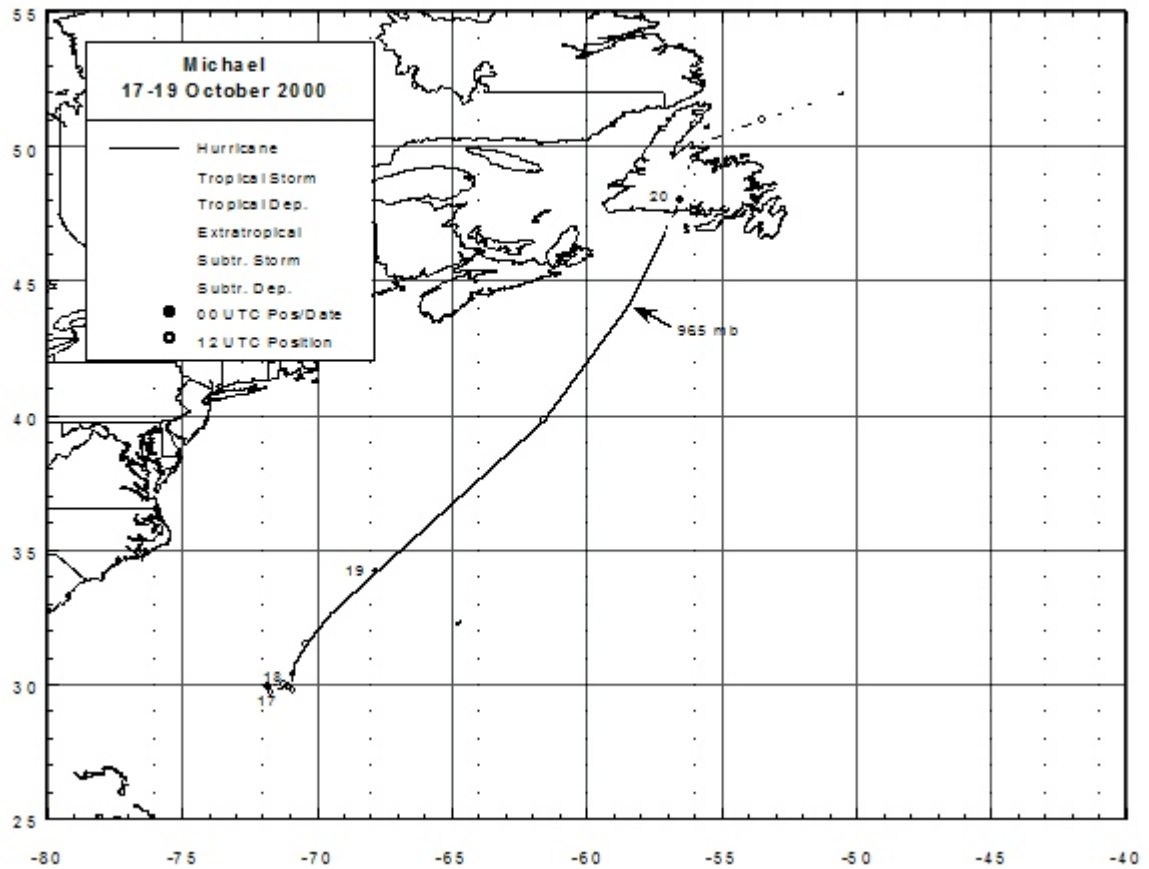 Michael
17-19 October 2000
Hurricane
Tropical Storm
Tropical Dep.
Extratropical
Subtr. Storm
Subtr. Dep.
00 UTC Pos/Date
12 UTC Position
55
50
45
40
35
30
25
20
965 mb
19
18
17
-80
-75
-70
-65
-60
-55
-50
-45
-40